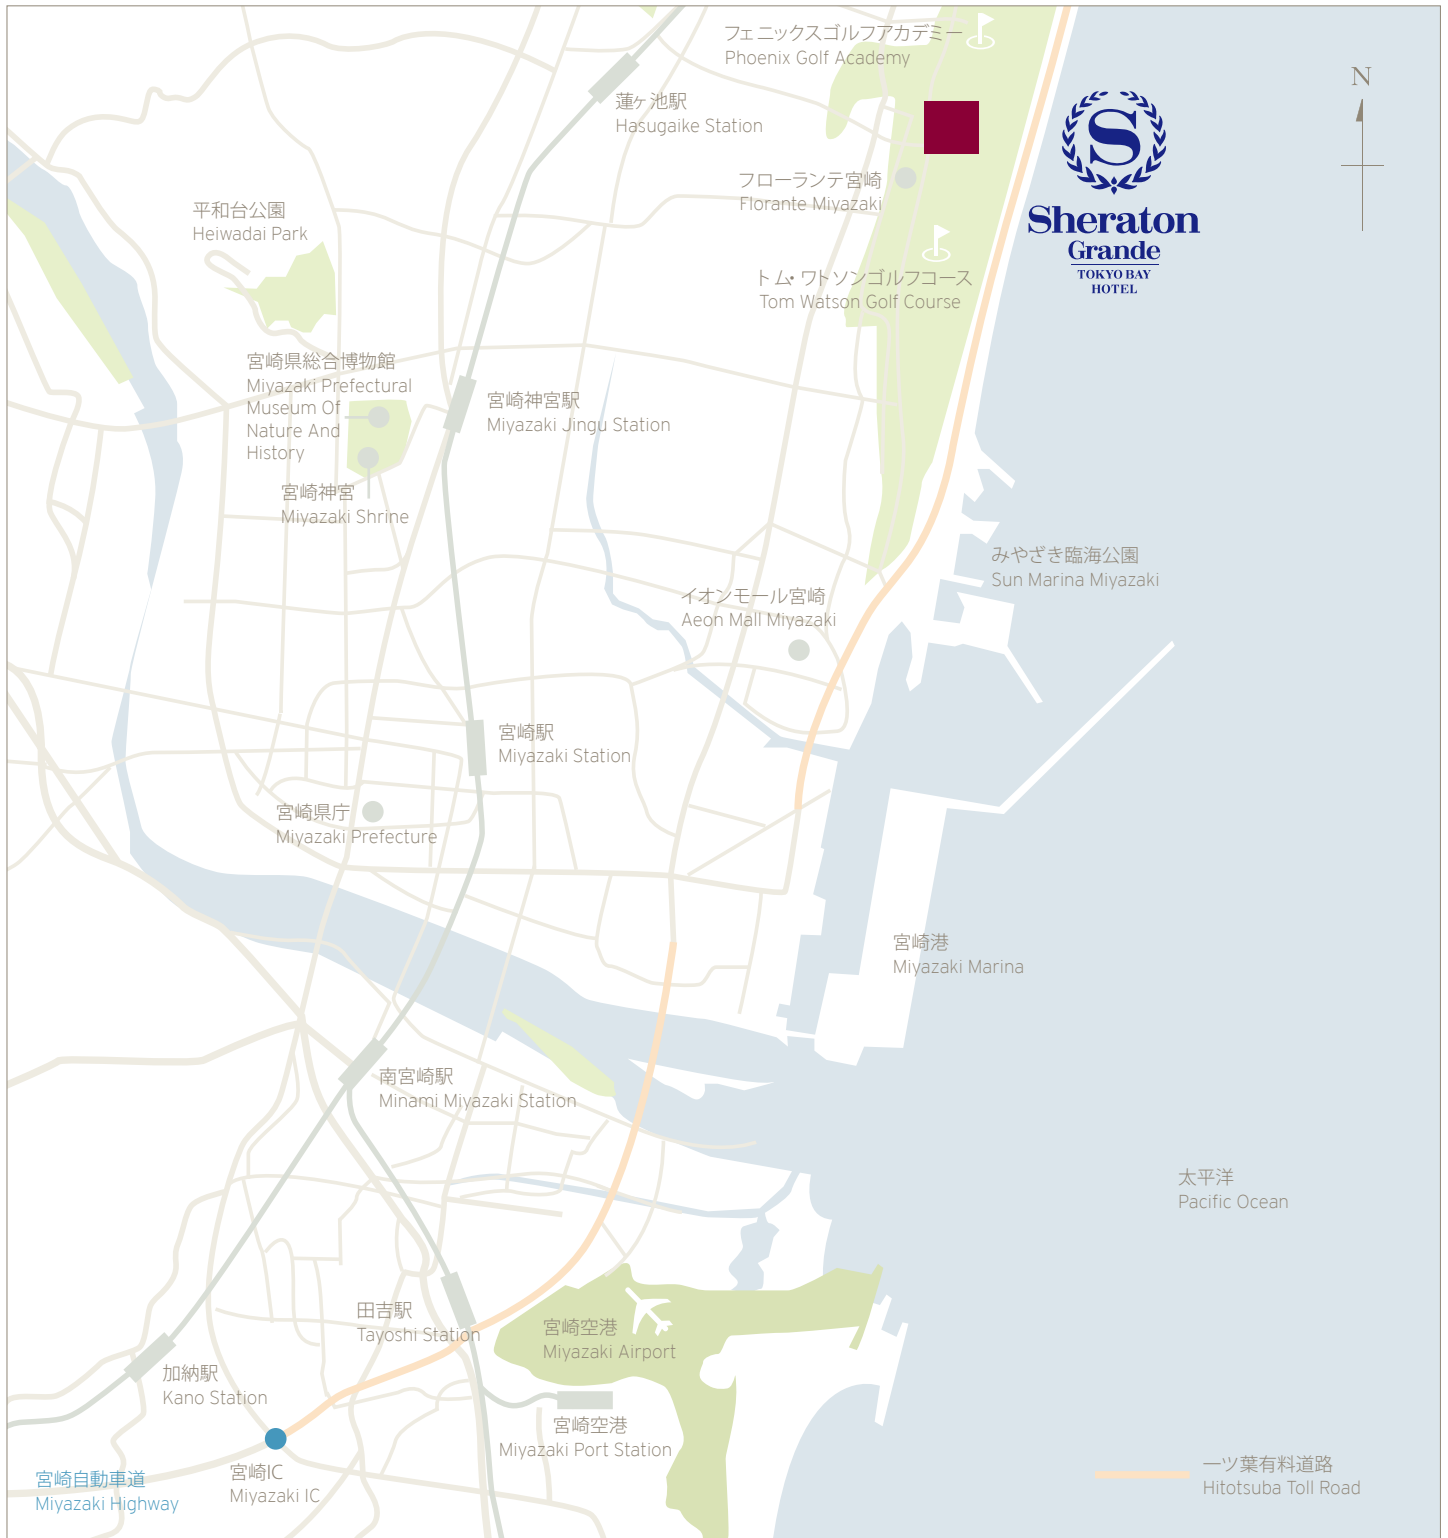 フェニックスゴルフアカデミー
Phoenix Golf Academy
N
蓮ヶ池駅
Hasugaike Station
S
フローランテ宮崎
Florante Miyazaki
Sheraton
Grande
TOKYO BAY
HOTEL
平和台公園
Heiwadai Park
トム・ワトソンゴルフコース
Tom Watson Golf Course
宮崎県総合博物館
Miyazaki Prefectural
Museum Of
Nature And
History
宮崎神宮駅
Miyazaki Jingu Station
宮崎神宮
Miyazaki Shrine
みやざき臨海公園
Sun Marina Miyazaki
イオンモール宮崎
Aeon Mall Miyazaki
宮崎駅
Miyazaki Station
宮崎県庁
Miyazaki Prefecture
宮崎港
Miyazaki Marina
南宮崎駅
Minami Miyazaki Station
太平洋
Pacific Ocean
田吉駅
Tayoshi Station
宮崎空港
Miyazaki Airport
加納駅
Kano Station
宮崎空港
Miyazaki Port Station
宮崎自動車道
Miyazaki Highway
宮崎IC
Miyazaki IC
一ツ葉有料道路
Hitotsuba Toll Road